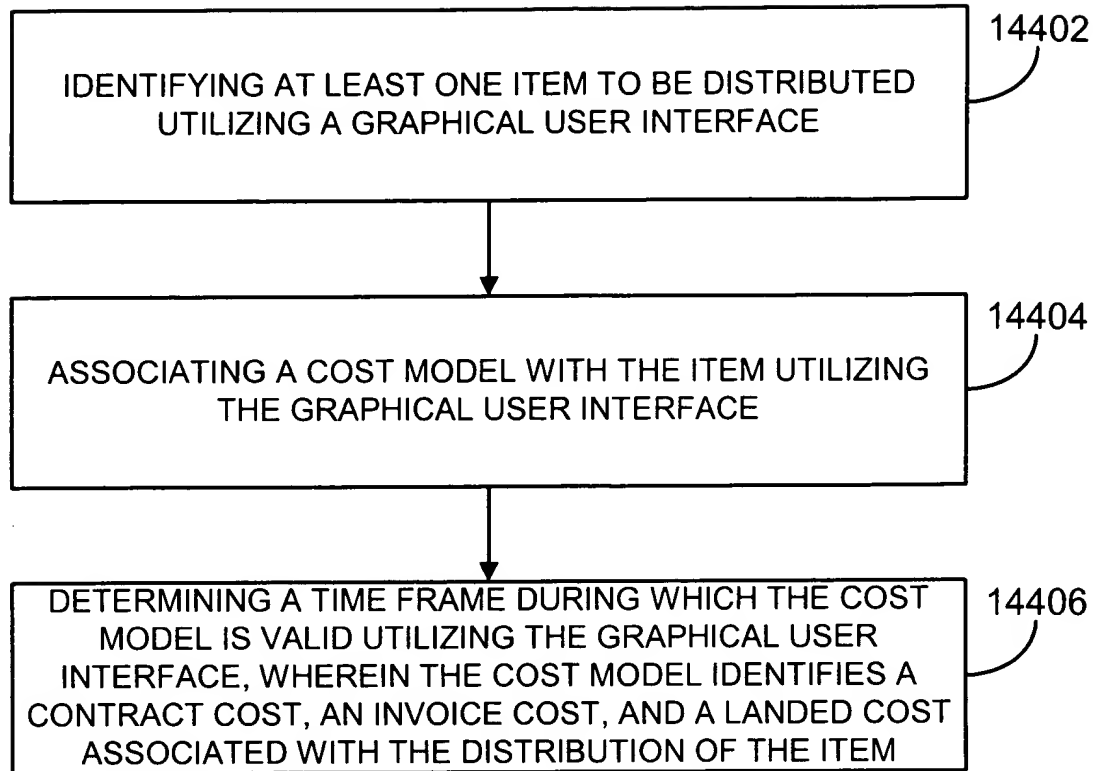 14402
IDENTIFYING AT LEAST ONE ITEM TO BE DISTRIBUTED
UTILIZING A GRAPHICAL USER INTERFACE
14404
ASSOCIATING A COST MODEL WITH THE ITEM UTILIZING
THE GRAPHICAL USER INTERFACE
14406
DETERMINING A TIME FRAME DURING WHICH THE COST
MODEL IS VALID UTILIZING THE GRAPHICAL USER
INTERFACE, WHEREIN THE COST MODEL IDENTIFIES A
CONTRACT COST, AN INVOICE COST, AND A LANDED COST
ASSOCIATED WITH THE DISTRIBUTION OF THE ITEM